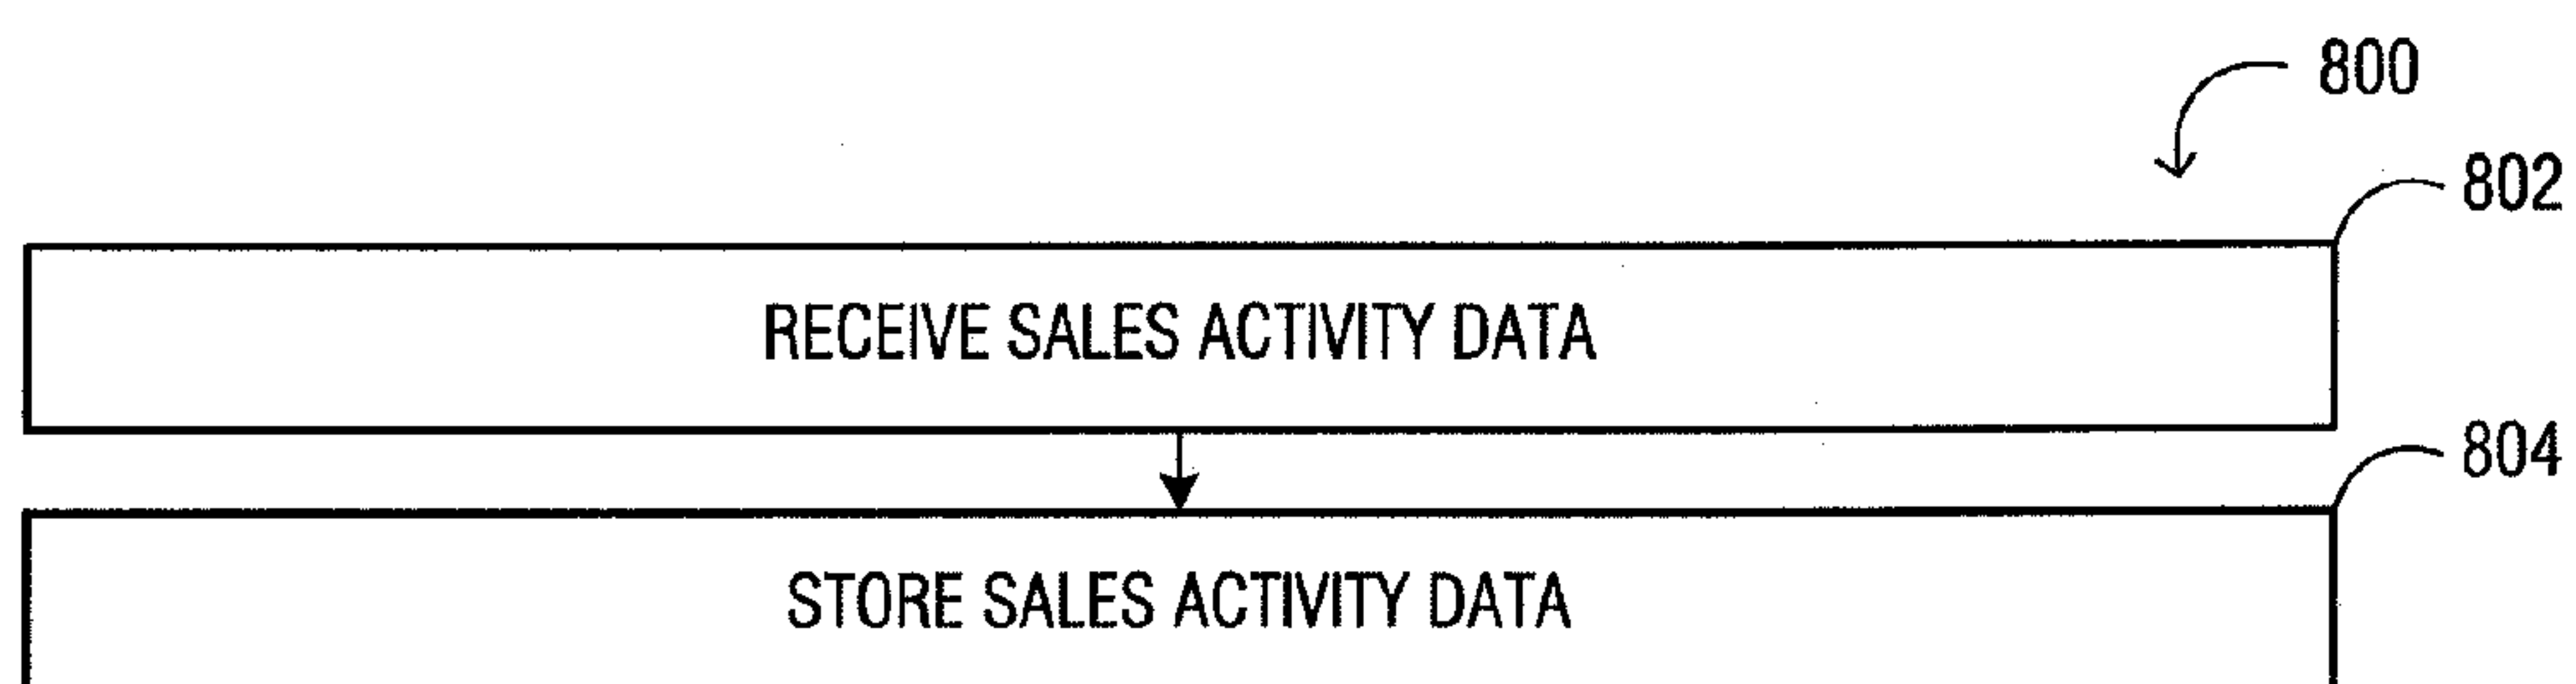 800
802
RECEIVE SALES ACTIVITY DATA
804
STORE SALES ACTIVITY DATA